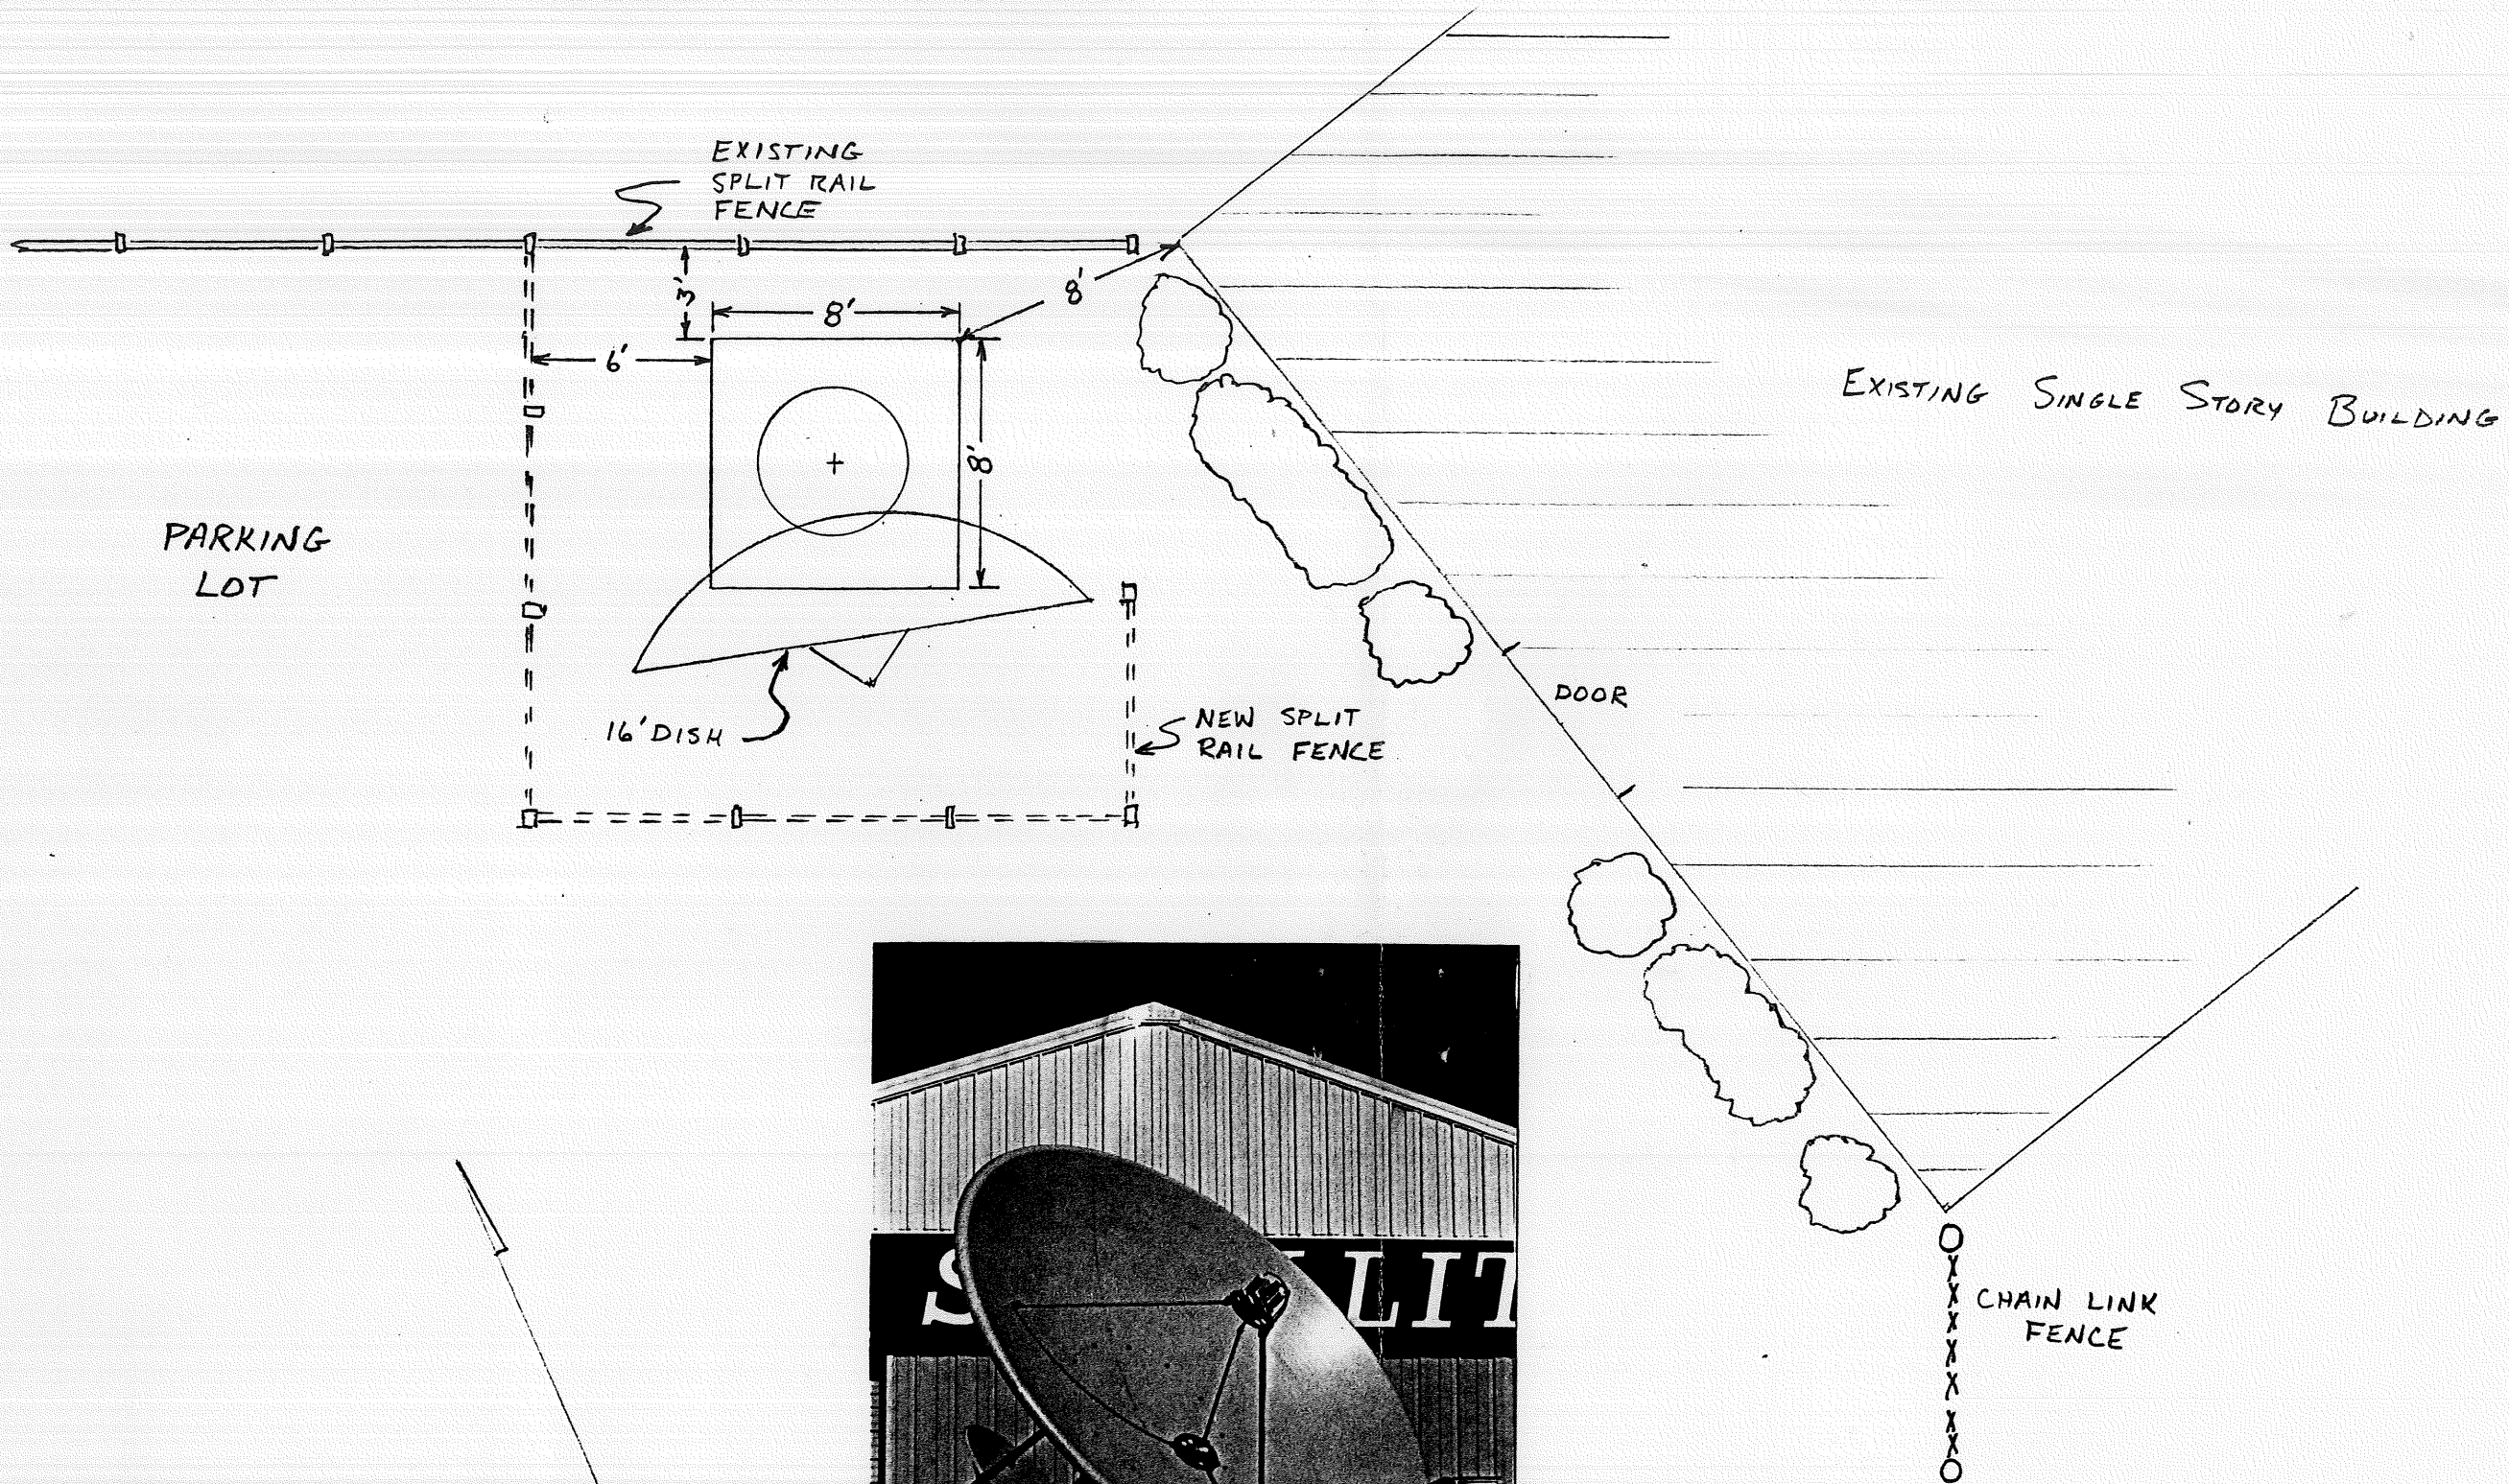 EXISTING
SPLIT RAIL
FENCE
3'
8'
8'
6'
8'
EXISTING SINGLE STORY BUILDING
PARKING
LOT
DOOR
16' DISH
NEW SPLIT
RAIL FENCE
S LIT
CHAIN LINK
FENCE